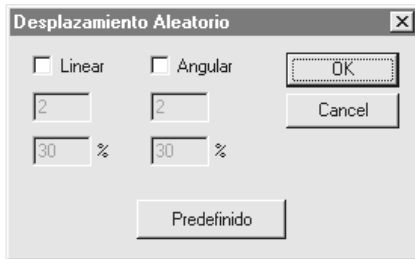 Desplazamiento Aleatorio
Linear Angular OK
2 2 Cancel
30 % 30 %
Predefinido